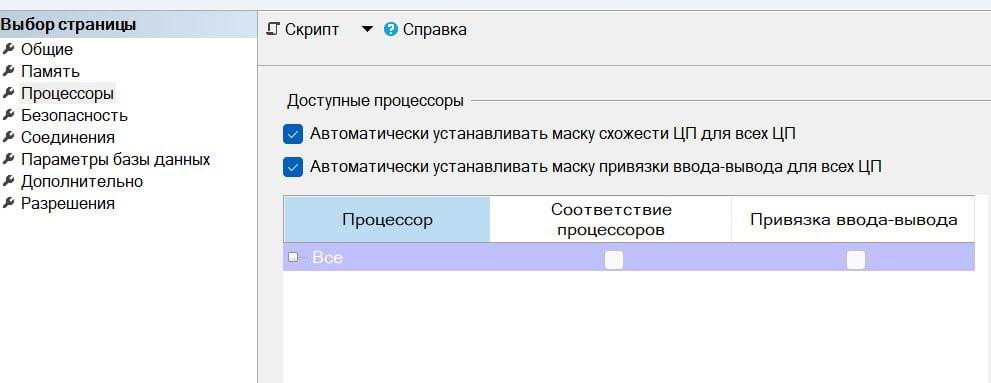 Выбор страницы
Общие
Память
Процессоры
Безопасность
Соединения
Параметры базы данных
Дополнительно
Разрешения
Скрипт
Справка
Доступные процессоры
Автоматически устанавливать маску схожести ЦП для всех ЦП
Автоматически устанавливать маску привязки ввода-вывода для всех ЦП
Процессор
Соответствие
процессоров
Привязка ввода-вывода
Все